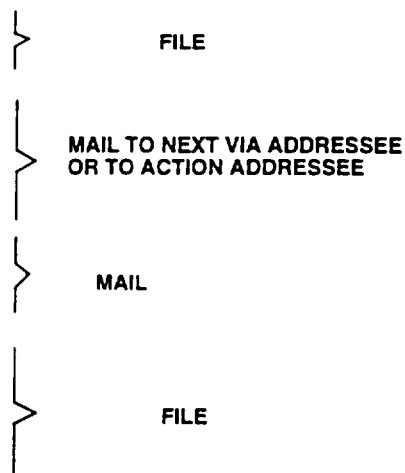 FILE
MAIL TO NEXT VIA ADDRESSEE
OR TO ACTION ADDRESSEE
MAIL
FILE